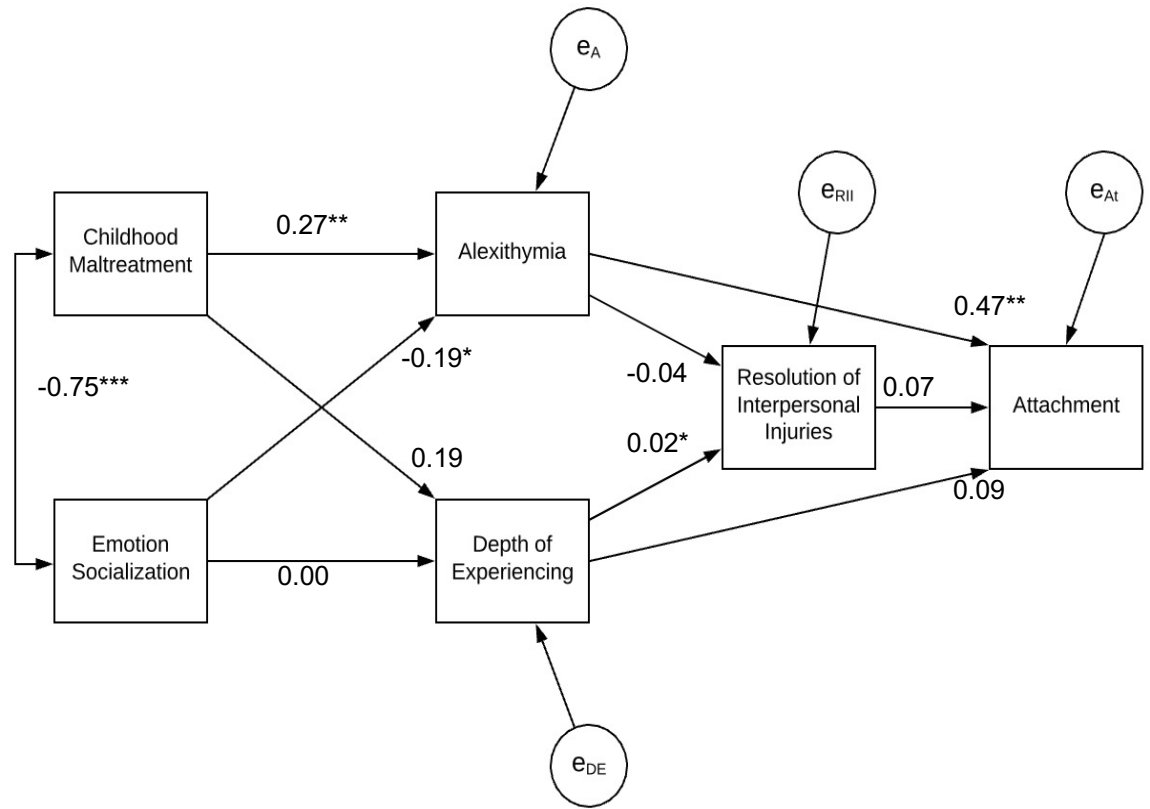 eA
eRII
eAt
Childhood
Maltreatment
0.27**
Alexithymia
0.47**
-0.75***
-0.19*
-0.04
Resolution of
Interpersonal
Injuries
0.07
Attachment
0.02*
0.19
0.09
Emotion
Socialization
0.00
Depth of
Experiencing
eDE